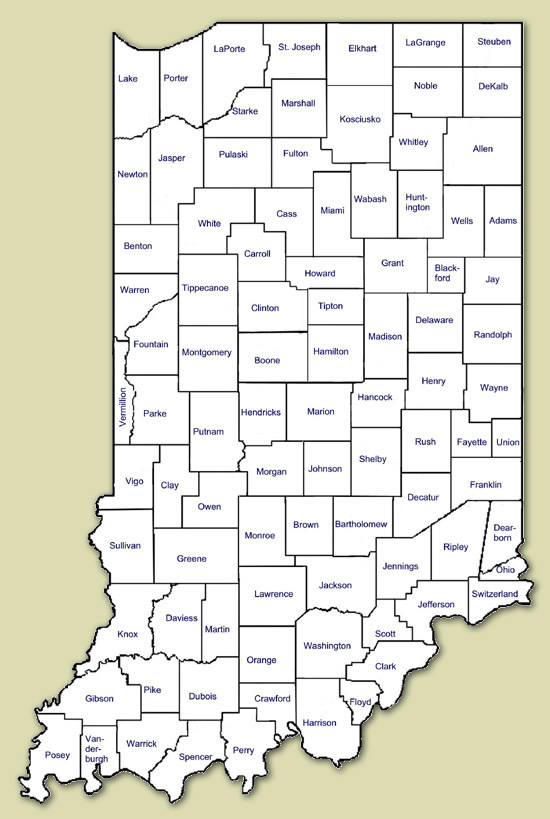 LaGrange
Steuben
LaPorte
St. Joseph
Elkhart
Lake
Porter
Noble
DeKalb
Starke
Marshall
Kosciusko
Whitley
Allen
Jasper
Pulaski
Fulton
Newton
Wabash
Hunt-
ington
Miami
Cass
White
Wells
Adams
Benton
Carroll
Grant
Howard
Black-
ford
Jay
Warren
Tippecanoe
Clinton
Tipton
Delaware
Madison
Randolph
Fountain
Montgomery
Boone
Hamilton
Henry
Wayne
Hancock
Vermillion
Parke
Hendricks
Marion
Putnam
Rush
Fayette
Union
Shelby
Morgan
Johnson
Vigo
Clay
Franklin
Decatur
Owen
Monroe
Brown
Bartholomew
Dear-
born
Sullivan
Ripley
Greene
Jennings
Ohio
Jackson
Lawrence
Switzerland
Jefferson
Daviess
Martin
Knox
Scott
Washington
Orange
Clark
Pike
Dubois
Gibson
Crawford
Floyd
Harrison
Van-
der-
burgh
Warrick
Perry
Posey
Spencer